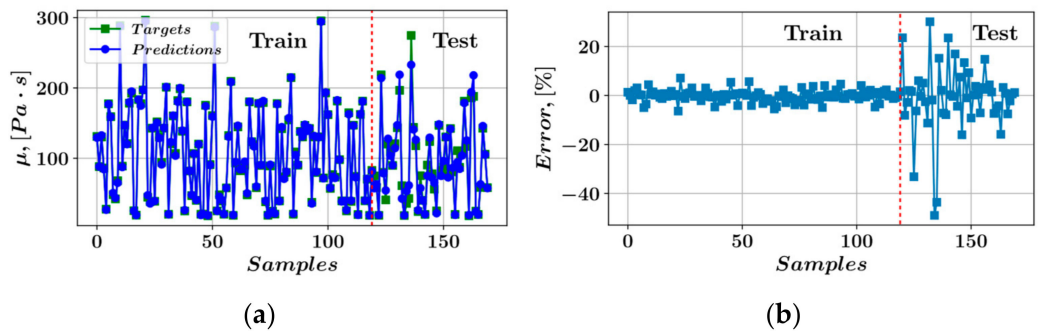 300
200
100
μ, [Pa · s]
Targets
Predictions
Train
Test
0
50
100
150
Samples
(a)
20
0
−20
−40
Error, [%]
Train
Test
0
50
100
150
Samples
(b)